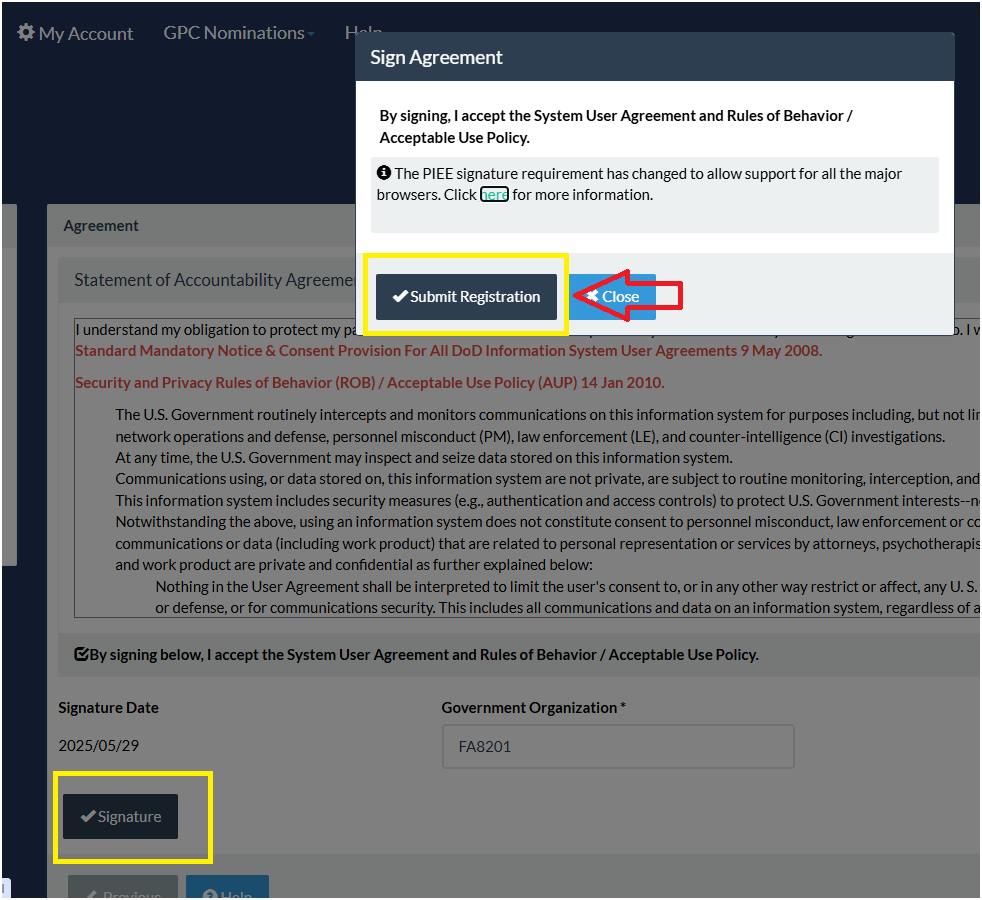 My Account GPC Nominations Help
Sign Agreement
By signing, I accept the System User Agreement and Rules of Behavior /
Acceptable Use Policy.
The PIEE signature requirement has changed to allow support for all the major
browsers. Click here for more information.
Submit Registration Close
Agreement
Statement of Accountability Agreeme
I understand my obligation to protect my pa o. I w
Standard Mandatory Notice & Consent Provision For All DoD Information System User Agreements 9 May 2008.
Security and Privacy Rules of Behavior (ROB) / Acceptable Use Policy (AUP) 14 Jan 2010.
The U.S. Government routinely intercepts and monitors communications on this information system for purposes including, but not lin
network operations and defense, personnel misconduct (PM), law enforcement (LE), and counter-intelligence (CI) investigations.
At any time, the U.S. Government may inspect and seize data stored on this information system.
Communications using, or data stored on, this information system are not private, are subject to routine monitoring, interception, and
This information system includes security measures (e.g., authentication and access controls) to protect U.S. Government interests--n
Notwithstanding the above, using an information system does not constitute consent to personnel misconduct, law enforcement or co
communications or data (including work product) that are related to personal representation or services by attorneys, psychotherapis
and work product are private and confidential as further explained below:
Nothing in the User Agreement shall be interpreted to limit the user's consent to, or in any other way restrict or affect, any U. S.
or defense, or for communications security. This includes all communications and data on an information system, regardless of a
By signing below, I accept the System User Agreement and Rules of Behavior / Acceptable Use Policy.
Signature Date Government Organization *
2025/05/29 FA8201
Signature
Previous Help